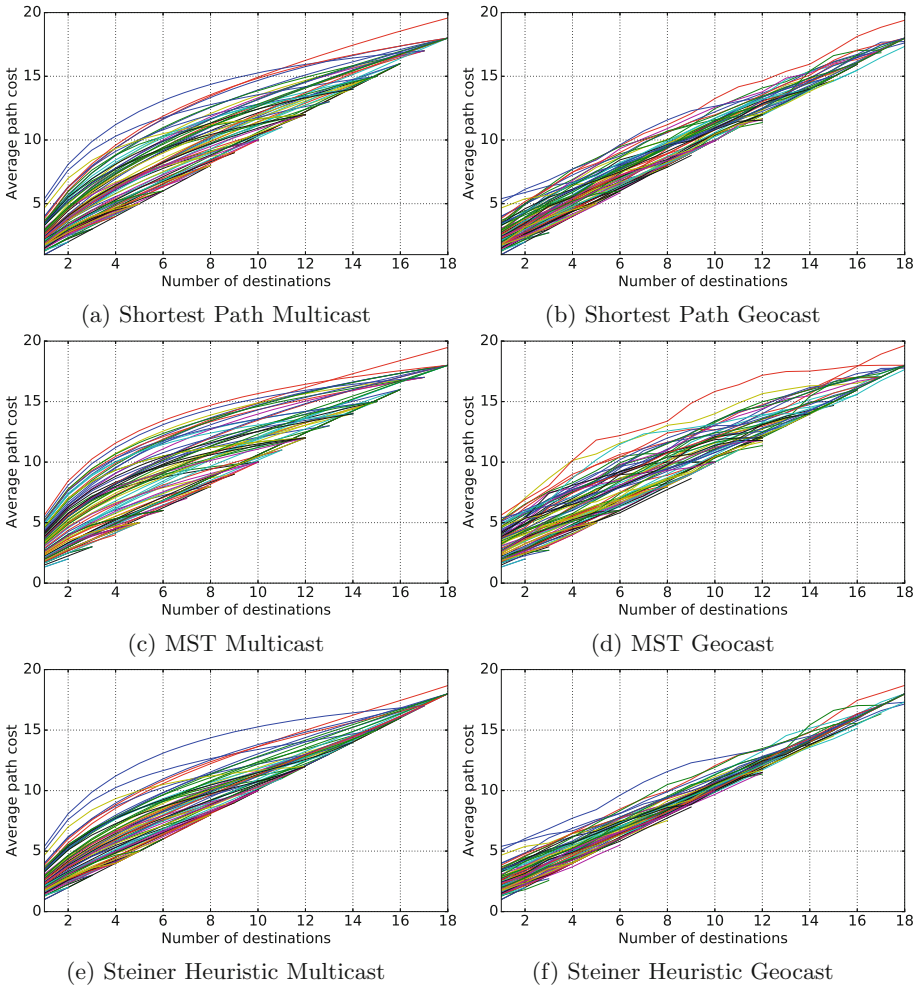 20
15
10
5
Average path cost
2 4 6 8 10 12 14 16 18
Number of destinations
(a) Shortest Path Multicast
20
15
10
5
Average path cost
2 4 6 8 10 12 14 16 18
Number of destinations
(b) Shortest Path Geocast
20
15
10
5
0
Average path cost
2 4 6 8 10 12 14 16 18
Number of destinations
(c) MST Multicast
20
15
10
5
0
Average path cost
2 4 6 8 10 12 14 16 18
Number of destinations
(d) MST Geocast
20
15
10
5
0
Average path cost
2 4 6 8 10 12 14 16 18
Number of destinations
(e) Steiner Heuristic Multicast
20
15
10
5
0
Average path cost
2 4 6 8 10 12 14 16 18
Number of destinations
(f) Steiner Heuristic Geocast